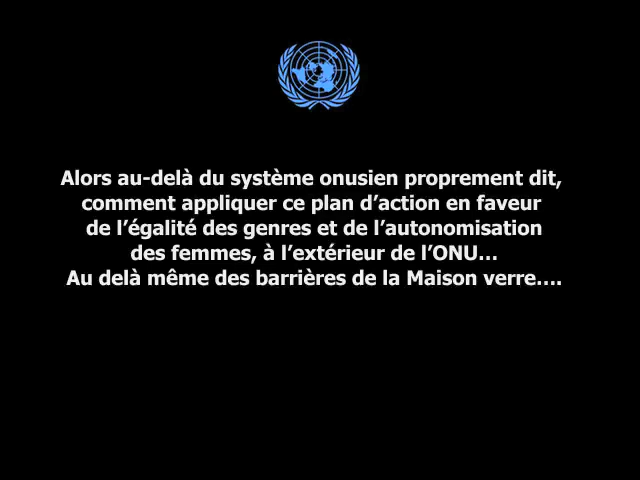 Alors au-delà du système onusien proprement dit,
comment appliquer ce plan d’action en faveur
de l’égalité des genres et de l’autonomisation
des femmes, à l’extérieur de l’ONU…
Au delà même des barrières de la Maison verre….